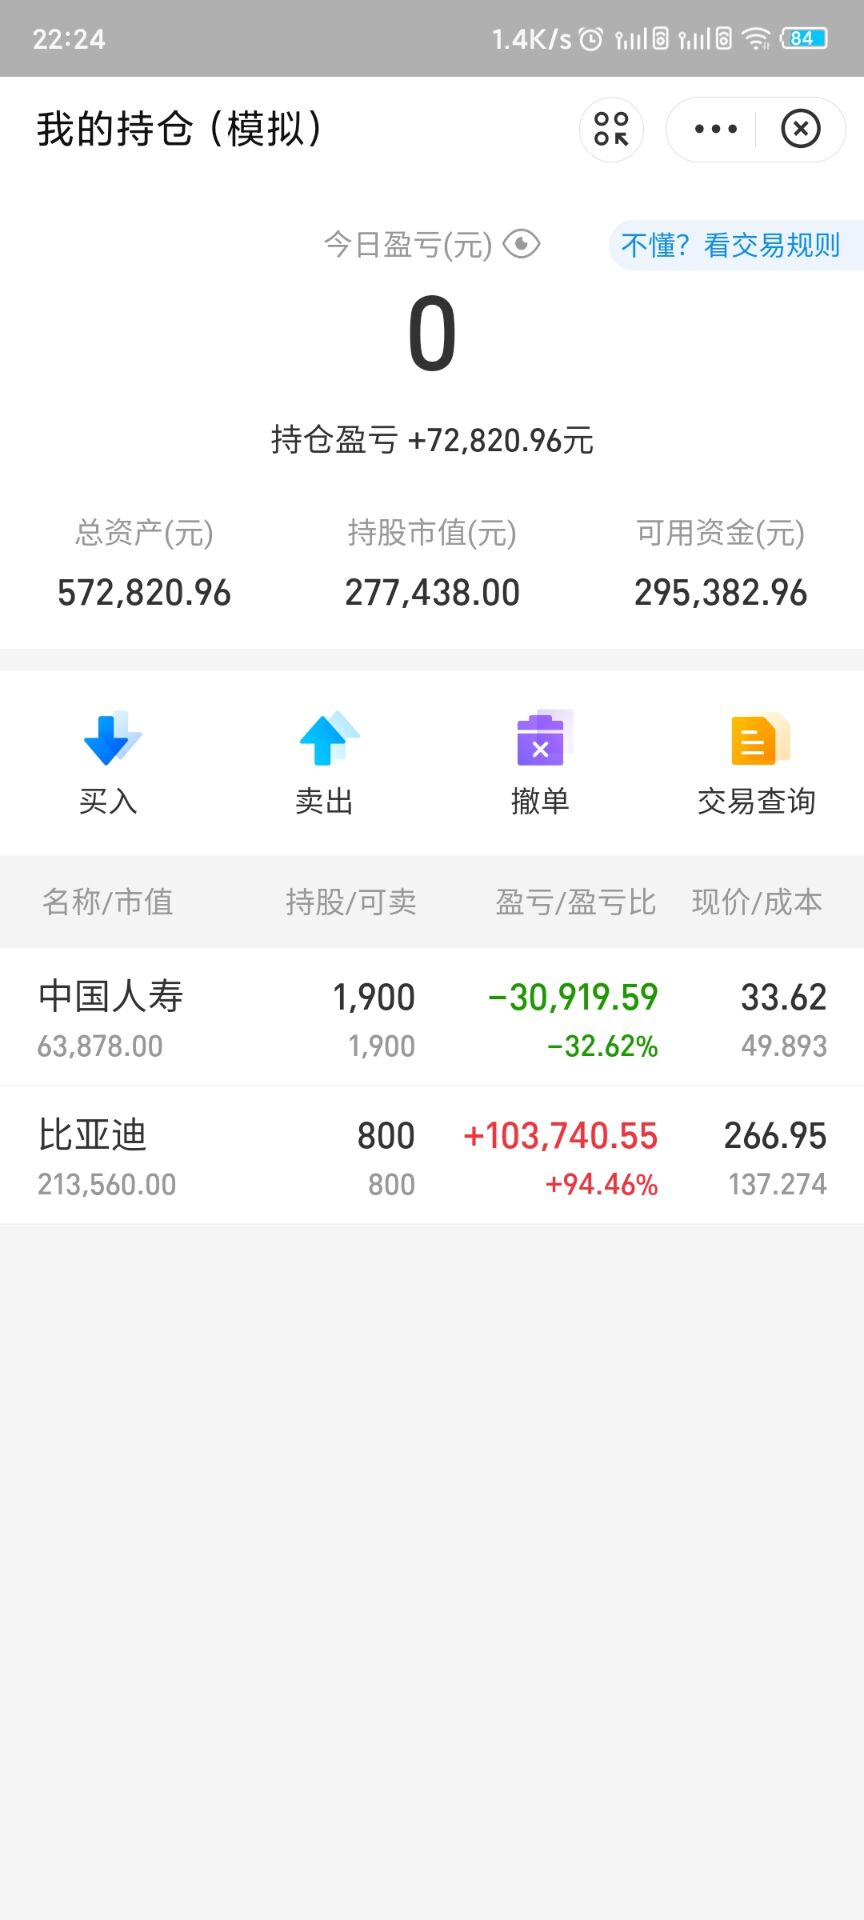 22:24 1.4K/s 84
我的持仓（模拟）
今日盈亏(元) 不懂？看交易规则
0
持仓盈亏 +72,820.96元
总资产(元) 持股市值(元) 可用资金(元)
572,820.96 277,438.00 295,382.96
买入 卖出 撤单 交易查询
名称/市值 持股/可卖 盈亏/盈亏比 现价/成本
中国人寿 1,900 -30,919.59 33.62
63,878.00 1,900 -32.62% 49.893
比亚迪 800 +103,740.55 266.95
213,560.00 800 +94.46% 137.274